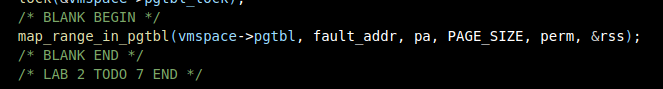 lock(&vmspace->pgtbl_lock);
/* BLANK BEGIN */
map_range_in_pgtbl(vmspace->pgtbl, fault_addr, pa, PAGE_SIZE, perm, &rss);
/* BLANK END */
/* LAB 2 TODO 7 END */